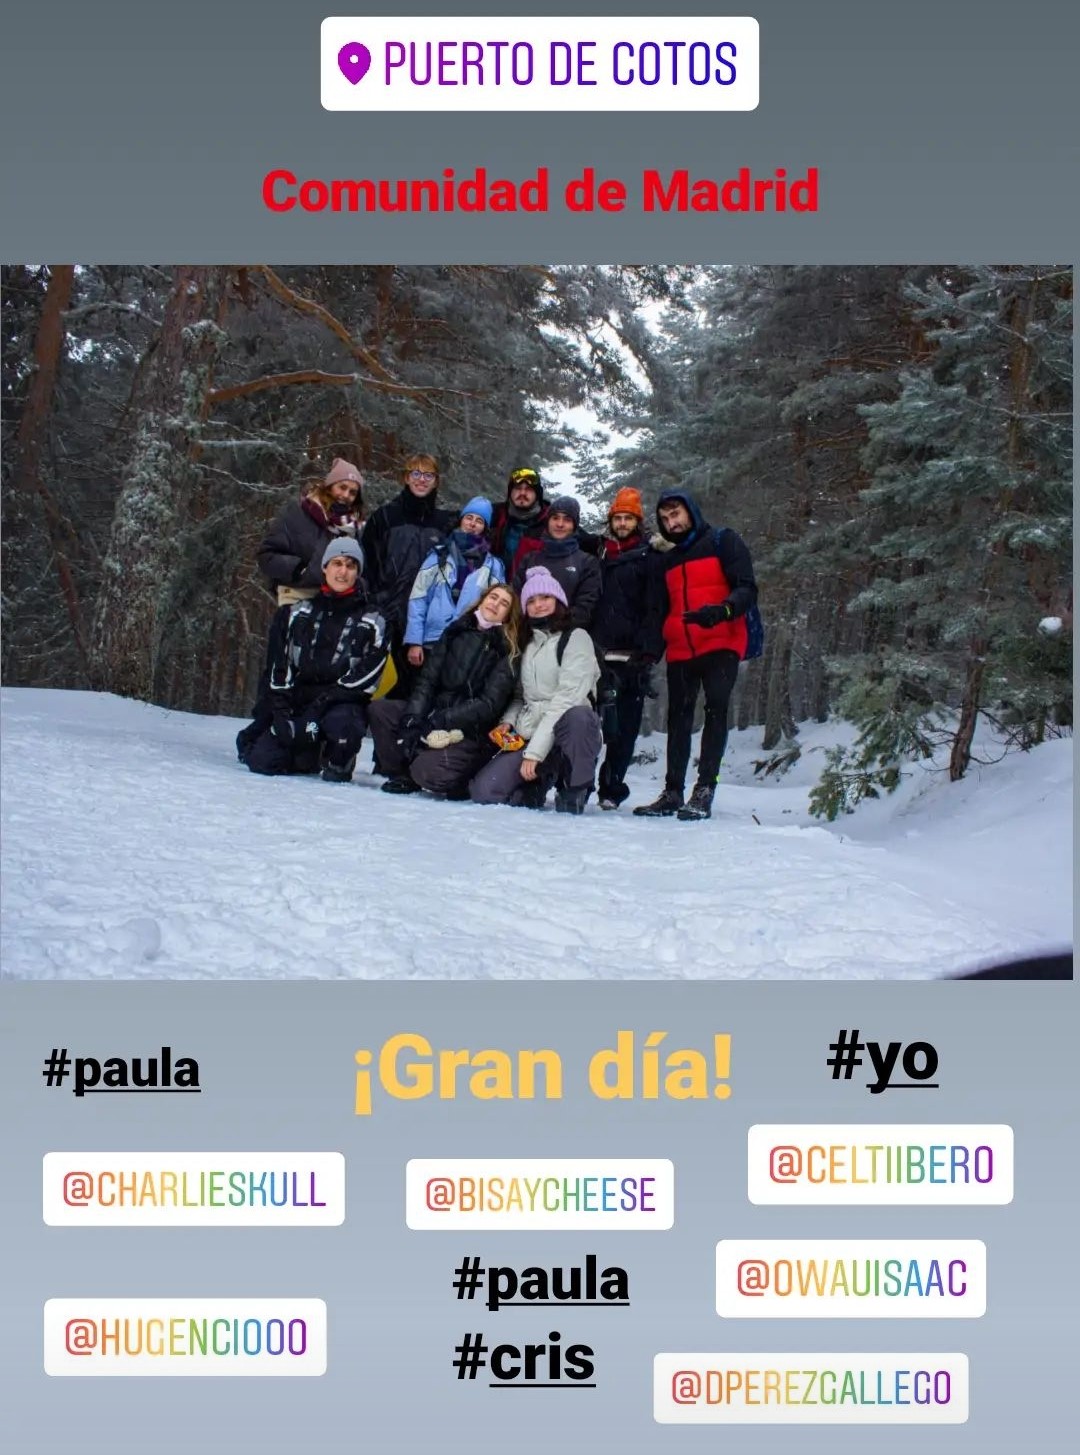 PUERTO DE COTOS
Comunidad de Madrid
#paula
¡Gran día!
#yo
@CHARLIESKULL
@BISAYCHEESE
@CELTIIBERO
#paula
@OWAUISAAC
@HUGENCIOOO
#cris
@DPEREZGALLEGO